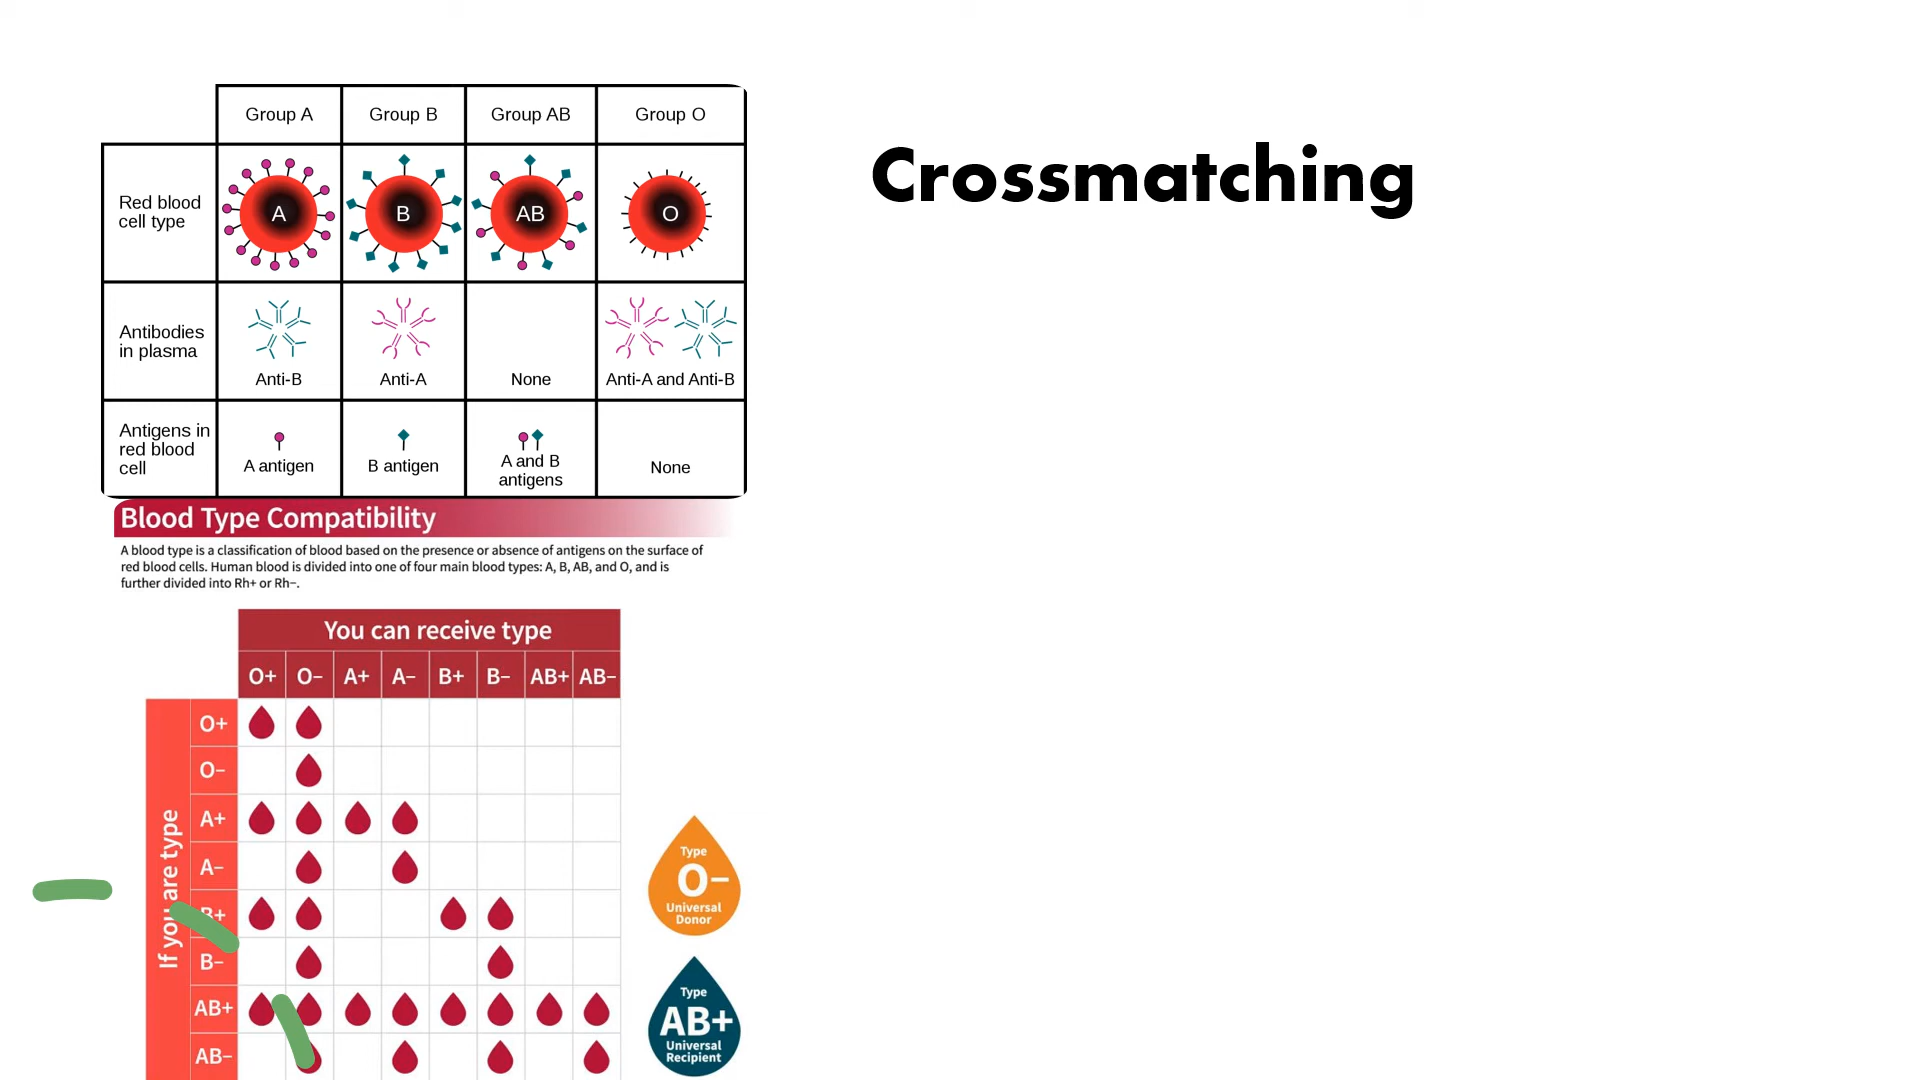 Crossmatching
Group A Group B Group AB Group O
Red blood
cell type
A B AB O
Antibodies
in plasma
Anti-B Anti-A None Anti-A and Anti-B
Antigens in
red blood
cell
A antigen B antigen A and B
antigens None
Blood Type Compatibility
A blood type is a classification of blood based on the presence or absence of antigens on the surface of
red blood cells. Human blood is divided into one of four main blood types: A, B, AB, and O, and is
further divided into Rh+ or Rh−.
You can receive type
O+ O− A+ A− B+ B− AB+ AB−
If you are type
O+
O−
A+
A−
B+
B−
AB+
AB−
Type
O−
Universal
Donor
Type
AB+
Universal
Recipient